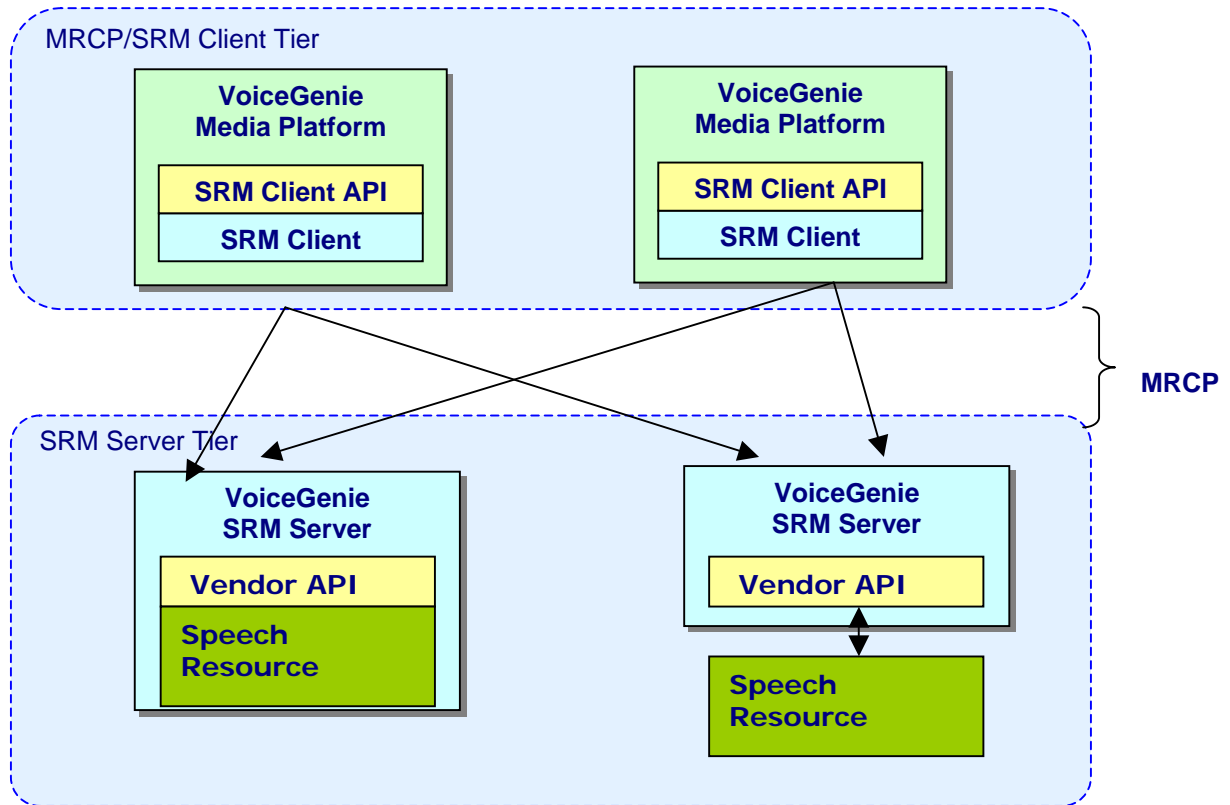 MRCP/SRM Client Tier
VoiceGenie
Media Platform
SRM Client API
SRM Client
VoiceGenie
Media Platform
SRM Client API
SRM Client
MRCP
SRM Server Tier
VoiceGenie
SRM Server
Vendor API
Speech
Resource
VoiceGenie
SRM Server
Vendor API
Speech
Resource